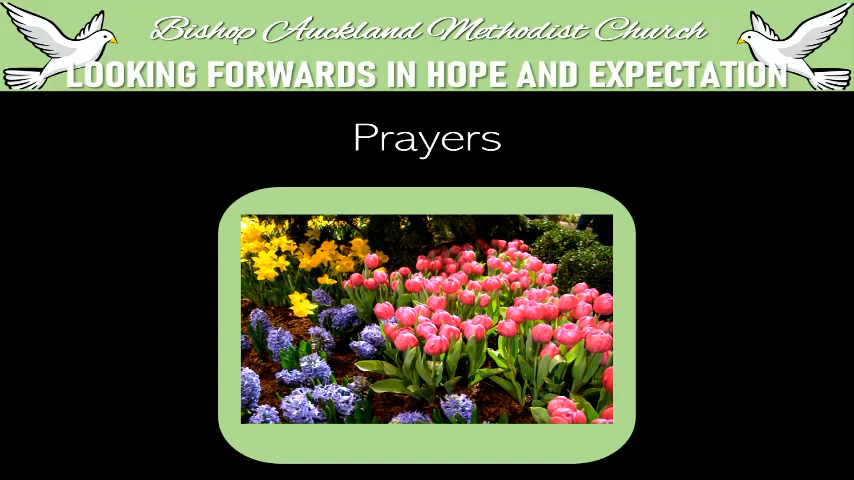 Bishop Auckland Methodist Church
LOOKING FORWARDS IN HOPE AND EXPECTATION
Prayers